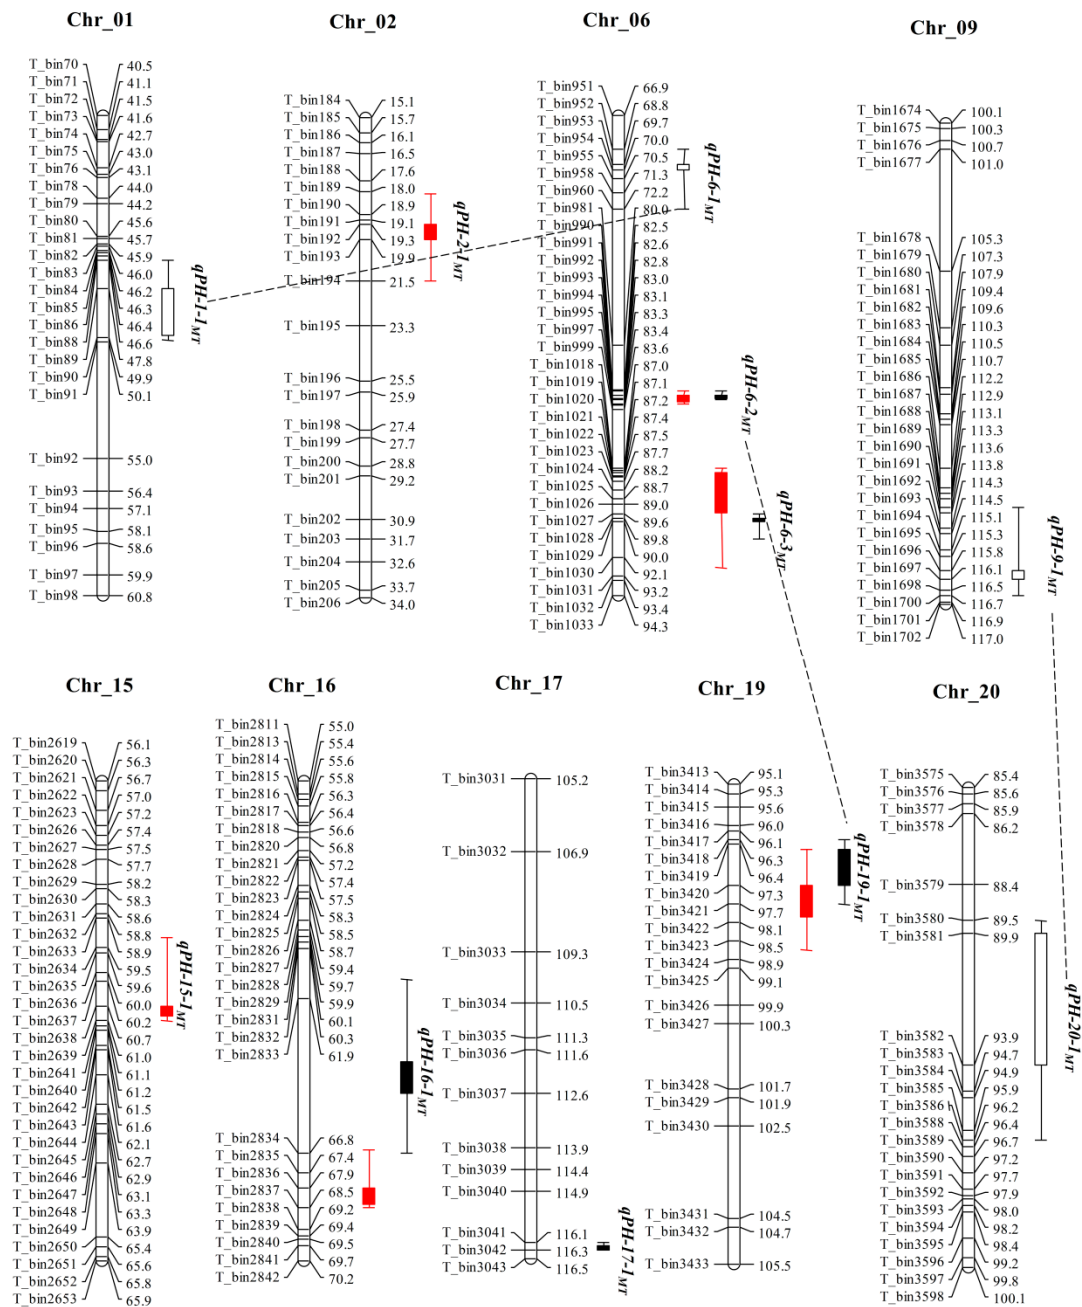 Chr_01
T_bin70 40.5
T_bin71 41.1
T_bin72 41.5
T_bin73 41.6
T_bin74 42.7
T_bin75 43.0
T_bin76 43.1
T_bin78 44.0
T_bin79 44.2
T_bin80 45.6
T_bin81 45.7
T_bin82 45.9
T_bin83 46.0
T_bin84 46.2
T_bin85 46.3
T_bin86 46.4
T_bin88 46.6
T_bin89 47.8
T_bin90 49.9
T_bin91 50.1
T_bin92 55.0
T_bin93 56.4
T_bin94 57.1
T_bin95 58.1
T_bin96 58.6
T_bin97 59.9
T_bin98 60.8
qPH-1-1MT
Chr_02
T_bin184 15.1
T_bin185 15.7
T_bin186 16.1
T_bin187 16.5
T_bin188 17.6
T_bin189 18.0
T_bin190 18.9
T_bin191 19.1
T_bin192 19.3
T_bin193 19.9
T_bin194 21.5
T_bin195 23.3
T_bin196 25.5
T_bin197 25.9
T_bin198 27.4
T_bin199 27.7
T_bin200 28.8
T_bin201 29.2
T_bin202 30.9
T_bin203 31.7
T_bin204 32.6
T_bin205 33.7
T_bin206 34.0
qPH-2-1MT
Chr_06
T_bin951 66.9
T_bin952 68.8
T_bin953 69.7
T_bin954 70.0
T_bin955 70.5
T_bin958 71.3
T_bin960 72.2
T_bin981 80.0
T_bin990 82.5
T_bin991 82.6
T_bin992 82.8
T_bin993 83.0
T_bin994 83.1
T_bin995 83.3
T_bin997 83.4
T_bin999 83.6
T_bin1018 87.0
T_bin1019 87.1
T_bin1020 87.2
T_bin1021 87.4
T_bin1022 87.5
T_bin1023 87.7
T_bin1024 88.2
T_bin1025 88.7
T_bin1026 89.0
T_bin1027 89.6
T_bin1028 89.8
T_bin1029 90.0
T_bin1030 92.1
T_bin1031 93.2
T_bin1032 93.4
T_bin1033 94.3
qPH-6-1MT
qPH-6-2MT
qPH-6-3MT
Chr_09
T_bin1674 100.1
T_bin1675 100.3
T_bin1676 100.7
T_bin1677 101.0
T_bin1678 105.3
T_bin1679 107.3
T_bin1680 107.9
T_bin1681 109.4
T_bin1682 109.6
T_bin1683 110.3
T_bin1684 110.5
T_bin1685 110.7
T_bin1686 112.2
T_bin1687 112.9
T_bin1688 113.1
T_bin1689 113.3
T_bin1690 113.6
T_bin1691 113.8
T_bin1692 114.3
T_bin1693 114.5
T_bin1694 115.1
T_bin1695 115.3
T_bin1696 115.8
T_bin1697 116.1
T_bin1698 116.5
T_bin1700 116.7
T_bin1701 116.9
T_bin1702 117.0
qPH-9-1MT
Chr_15
T_bin2619 56.1
T_bin2620 56.3
T_bin2621 56.7
T_bin2622 57.0
T_bin2623 57.2
T_bin2626 57.4
T_bin2627 57.5
T_bin2628 57.7
T_bin2629 58.2
T_bin2630 58.3
T_bin2631 58.6
T_bin2632 58.8
T_bin2633 58.9
T_bin2634 59.5
T_bin2635 59.6
T_bin2636 60.0
T_bin2637 60.2
T_bin2638 60.7
T_bin2639 61.0
T_bin2641 61.1
T_bin2640 61.2
T_bin2642 61.5
T_bin2643 61.6
T_bin2644 62.1
T_bin2645 62.7
T_bin2646 62.9
T_bin2647 63.1
T_bin2648 63.3
T_bin2649 63.9
T_bin2650 65.4
T_bin2651 65.6
T_bin2652 65.8
T_bin2653 65.9
qPH-15-1MT
Chr_16
T_bin2811 55.0
T_bin2813 55.4
T_bin2814 55.6
T_bin2815 55.8
T_bin2816 56.3
T_bin2817 56.4
T_bin2818 56.6
T_bin2820 56.8
T_bin2821 57.2
T_bin2822 57.4
T_bin2823 57.5
T_bin2824 58.3
T_bin2825 58.5
T_bin2826 58.7
T_bin2827 59.4
T_bin2828 59.7
T_bin2829 59.9
T_bin2831 60.1
T_bin2832 60.3
T_bin2833 61.9
T_bin2834 66.8
T_bin2835 67.4
T_bin2836 67.9
T_bin2837 68.5
T_bin2838 69.2
T_bin2839 69.4
T_bin2840 69.5
T_bin2841 69.7
T_bin2842 70.2
qPH-16-1MT
Chr_17
T_bin3031 105.2
T_bin3032 106.9
T_bin3033 109.3
T_bin3034 110.5
T_bin3035 111.3
T_bin3036 111.6
T_bin3037 112.6
T_bin3038 113.9
T_bin3039 114.4
T_bin3040 114.9
T_bin3041 116.1
T_bin3042 116.3
T_bin3043 116.5
qPH-17-1MT
Chr_19
T_bin3413 95.1
T_bin3414 95.3
T_bin3415 95.6
T_bin3416 96.0
T_bin3417 96.1
T_bin3418 96.3
T_bin3419 96.4
T_bin3420 97.3
T_bin3421 97.7
T_bin3422 98.1
T_bin3423 98.5
T_bin3424 98.9
T_bin3425 99.1
T_bin3426 99.9
T_bin3427 100.3
T_bin3428 101.7
T_bin3429 101.9
T_bin3430 102.5
T_bin3431 104.5
T_bin3432 104.7
T_bin3433 105.5
qPH-19-1MT
Chr_20
T_bin3575 85.4
T_bin3576 85.6
T_bin3577 85.9
T_bin3578 86.2
T_bin3579 88.4
T_bin3580 89.5
T_bin3581 89.9
T_bin3582 93.9
T_bin3583 94.7
T_bin3584 94.9
T_bin3585 95.9
T_bin3586 96.2
T_bin3588 96.4
T_bin3589 96.7
T_bin3590 97.2
T_bin3591 97.7
T_bin3592 97.9
T_bin3593 98.0
T_bin3594 98.2
T_bin3595 98.4
T_bin3596 99.2
T_bin3597 99.8
T_bin3598 100.1
qPH-20-1MT